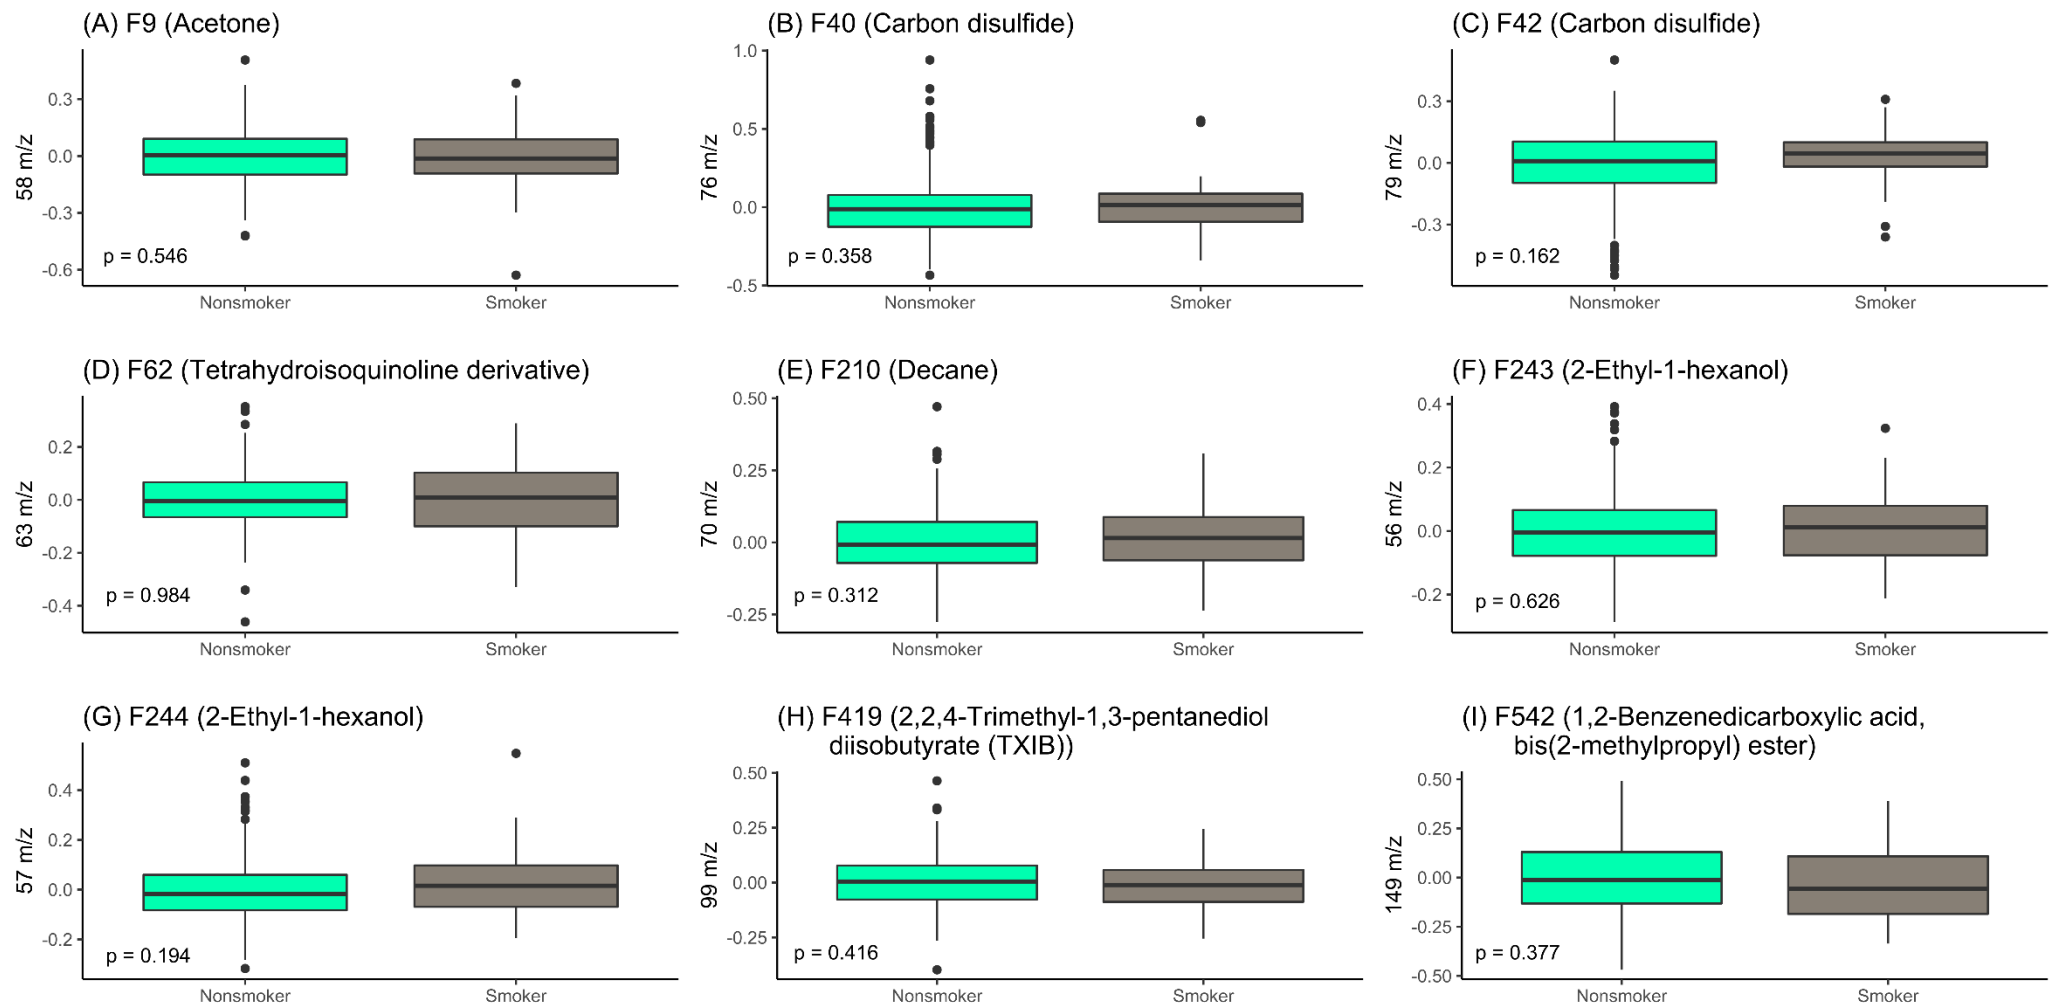 (A) F9 (Acetone)
58 m/z
0.3
0.0
-0.3
-0.6
p = 0.546
Nonsmoker
Smoker
(B) F40 (Carbon disulfide)
76 m/z
1.0
0.5
0.0
-0.5
p = 0.358
Nonsmoker
Smoker
(C) F42 (Carbon disulfide)
79 m/z
0.3
0.0
-0.3
p = 0.162
Nonsmoker
Smoker
(D) F62 (Tetrahydroisoquinoline derivative)
63 m/z
0.2
0.0
-0.2
-0.4
p = 0.984
Nonsmoker
Smoker
(E) F210 (Decane)
70 m/z
0.50
0.25
0.00
-0.25
p = 0.312
Nonsmoker
Smoker
(F) F243 (2-Ethyl-1-hexanol)
56 m/z
0.4
0.2
0.0
-0.2
p = 0.626
Nonsmoker
Smoker
(G) F244 (2-Ethyl-1-hexanol)
57 m/z
0.4
0.2
0.0
-0.2
p = 0.194
Nonsmoker
Smoker
(H) F419 (2,2,4-Trimethyl-1,3-pentanediol
diisobutyrate (TXIB))
99 m/z
0.50
0.25
0.00
-0.25
p = 0.416
Nonsmoker
Smoker
(I) F542 (1,2-Benzenedicarboxylic acid,
bis(2-methylpropyl) ester)
149 m/z
0.50
0.25
0.00
-0.25
-0.50
p = 0.377
Nonsmoker
Smoker